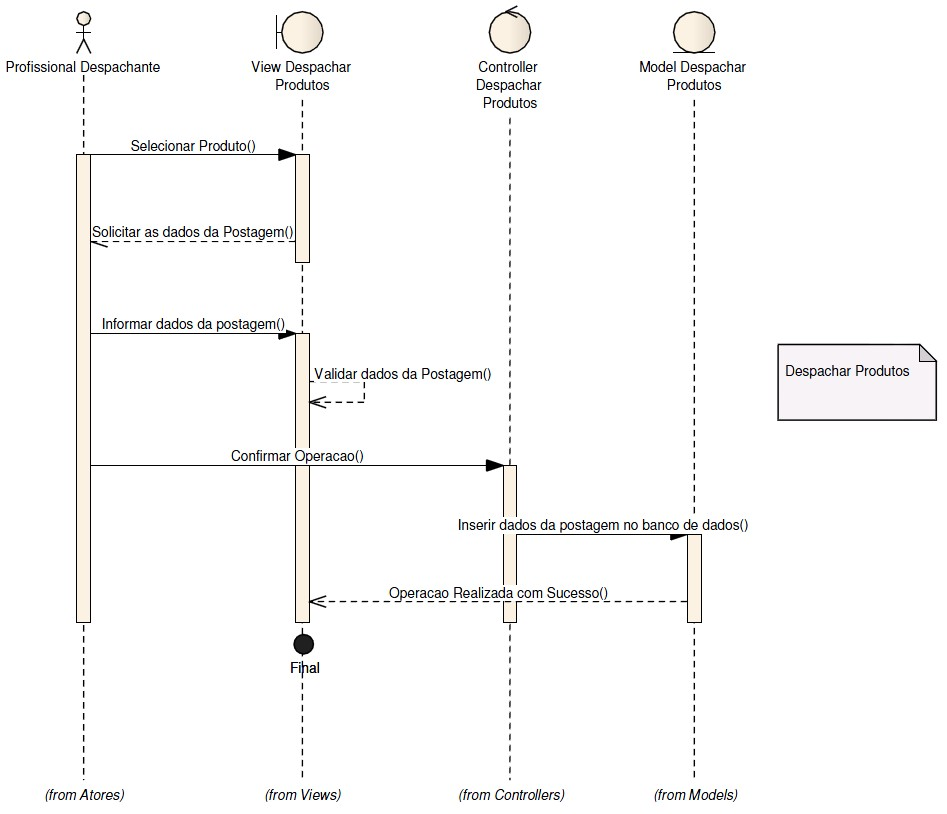 Profissional Despachante
View Despachar
Produtos
Controller
Despachar
Produtos
Model Despachar
Produtos
Selecionar Produto()
Solicitar as dados da Postagem()
Informar dados da postagem()
Validar dados da Postagem()
Despachar Produtos
Confirmar Operacao()
Inserir dados da postagem no banco de dados()
Operacao Realizada com Sucesso()
Final
(from Atores)
(from Views)
(from Controllers)
(from Models)